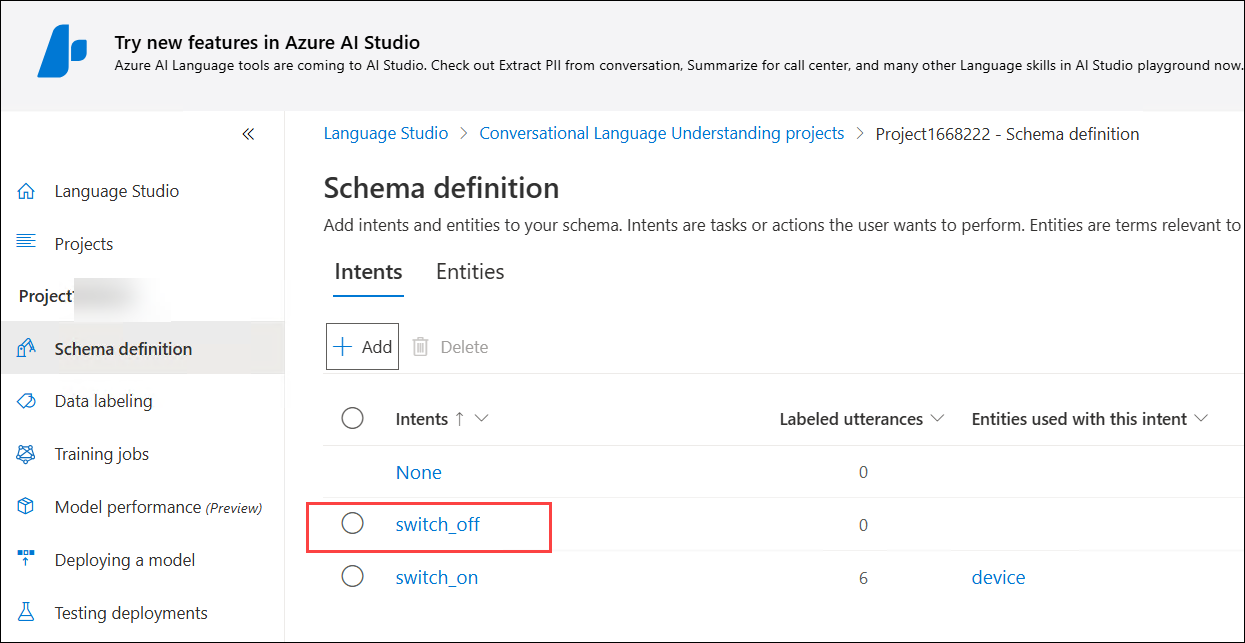 Try new features in Azure AI Studio
Azure AI Language tools are coming to AI Studio. Check out Extract PII from conversation, Summarize for call center, and many other Language skills in AI Studio playground now.
Language Studio > Conversational Language Understanding projects > Project1668222 - Schema definition
Language Studio
Projects
Project
Schema definition
Data labeling
Training jobs
Model performance (Preview)
Deploying a model
Testing deployments
Schema definition
Add intents and entities to your schema. Intents are tasks or actions the user wants to perform. Entities are terms relevant to
Intents Entities
Add Delete
Intents ↑ Labeled utterances Entities used with this intent
None 0
switch_off 0
switch_on 6 device